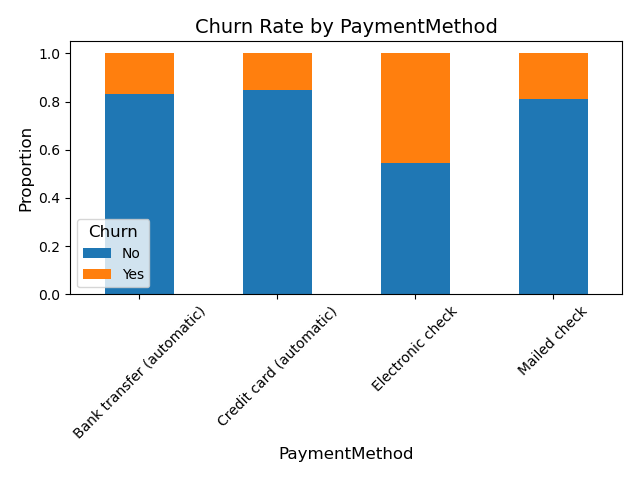 Churn Rate by PaymentMethod
Proportion
1.0
0.8
0.6
0.4
0.2
0.0
Churn
No
Yes
Bank transfer (automatic)
Credit card (automatic)
Electronic check
Mailed check
PaymentMethod